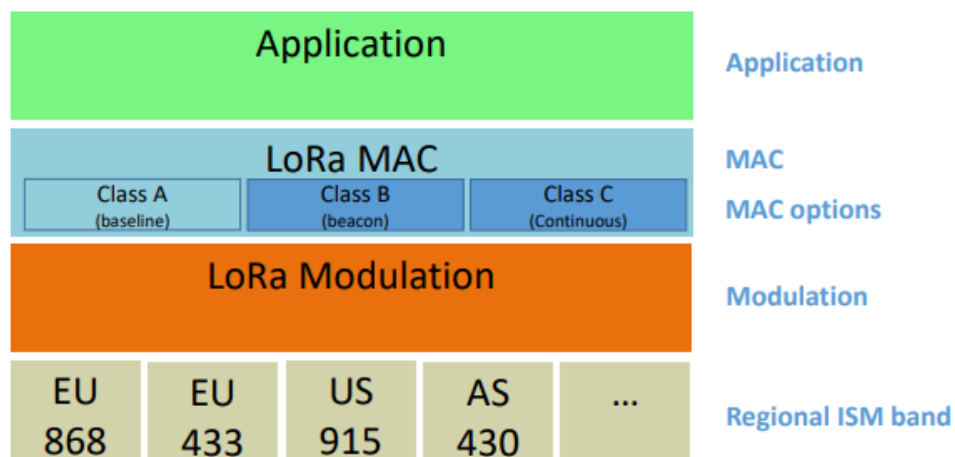 Application
Application
LoRa MAC
MAC
Class A
(baseline)
Class B
(beacon)
Class C
(Continuous)
MAC options
LoRa Modulation
Modulation
EU
868
EU
433
US
915
AS
430
...
Regional ISM band